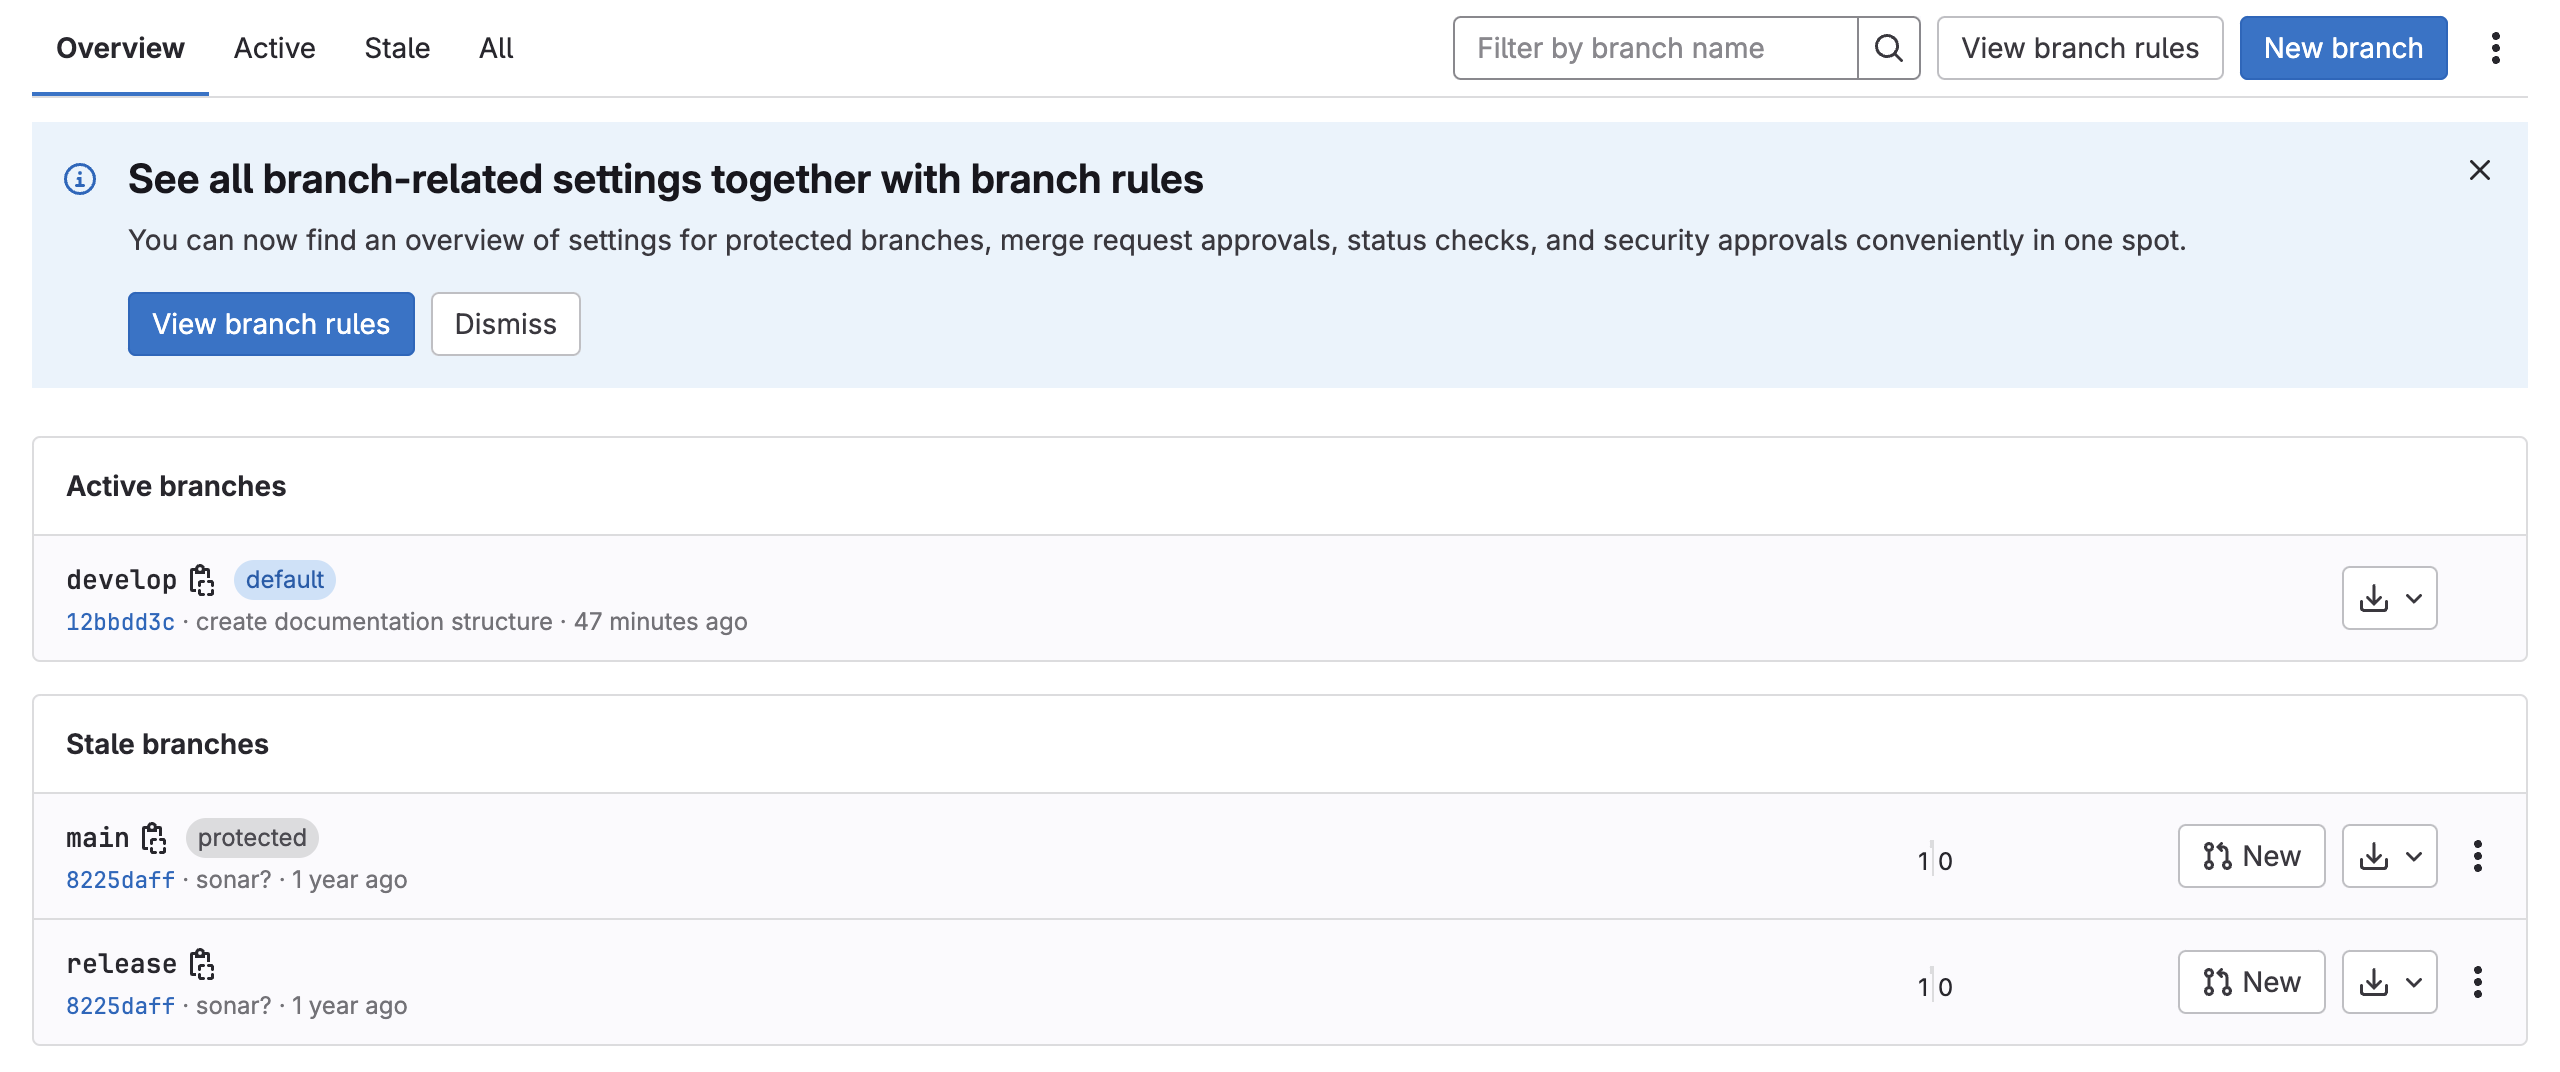 Overview Active Stale All Filter by branch name View branch rules New branch
See all branch-related settings together with branch rules
You can now find an overview of settings for protected branches, merge request approvals, status checks, and security approvals conveniently in one spot.
View branch rules Dismiss
Active branches
develop default
12bbdd3c · create documentation structure · 47 minutes ago
Stale branches
main protected
8225daff · sonar? · 1 year ago
1 0 New
release
8225daff · sonar? · 1 year ago
1 0 New